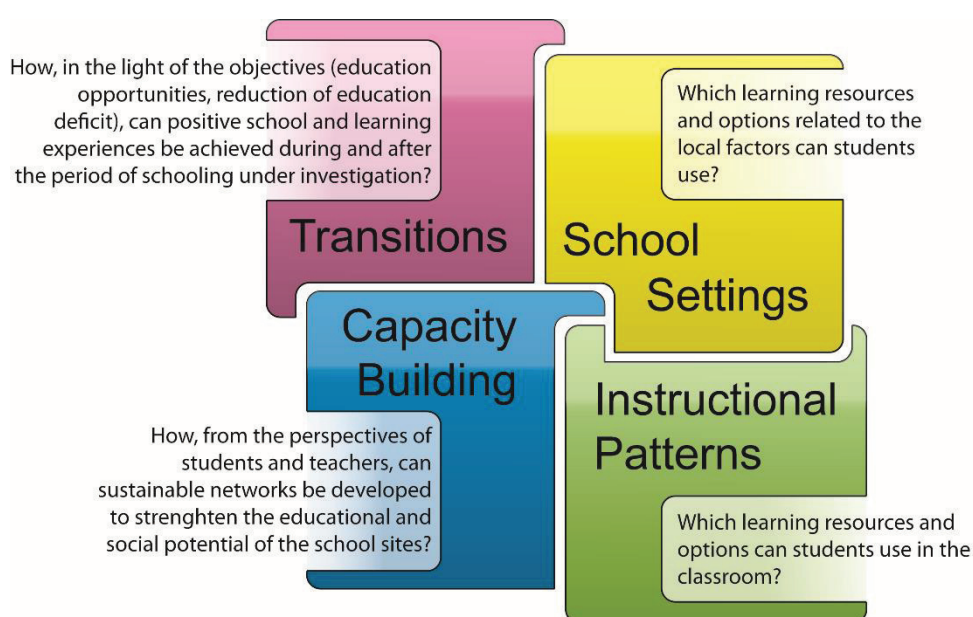 How, in the light of the objectives (education
opportunities, reduction of education
deficit), can positive school and learning
experiences be achieved during and after
the period of schooling under investigation?
Transitions
Which learning resources
and options related to the
local factors can students
use?
School
Settings
Capacity
Building
How, from the perspectives of
students and teachers, can
sustainable networks be developed
to strenghten the educational and
social potential of the school sites?
Instructional
Patterns
Which learning resources and
options can students use in the
classroom?